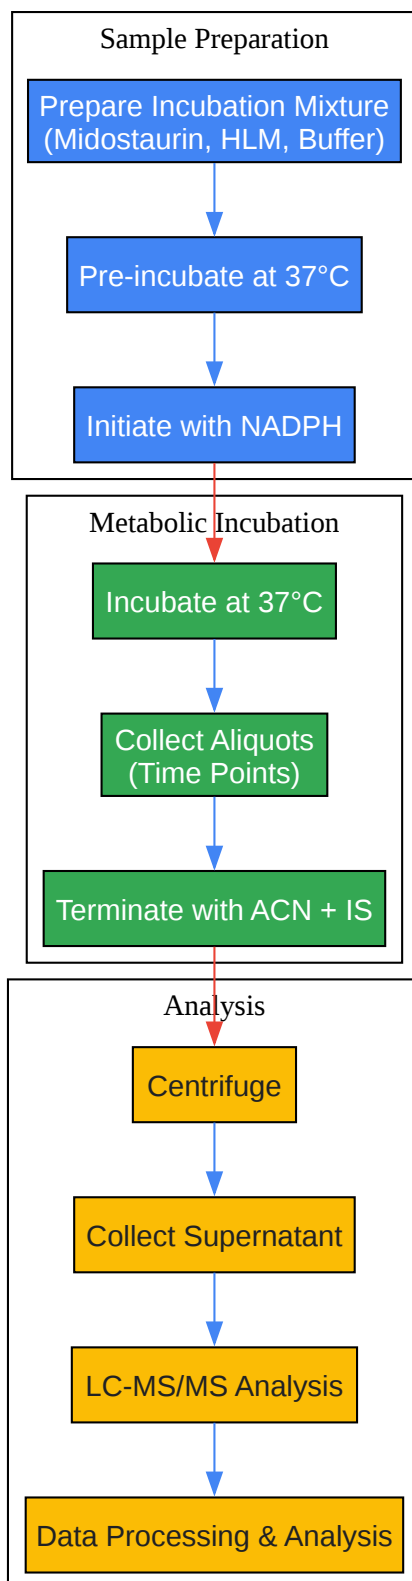 Sample Preparation
Prepare Incubation Mixture
(Midostaurin, HLM, Buffer)
Pre-incubate at 37°C
Initiate with NADPH
Metabolic Incubation
Incubate at 37°C
Collect Aliquots
(Time Points)
Terminate with ACN + IS
Analysis
Centrifuge
Collect Supernatant
LC-MS/MS Analysis
Data Processing & Analysis